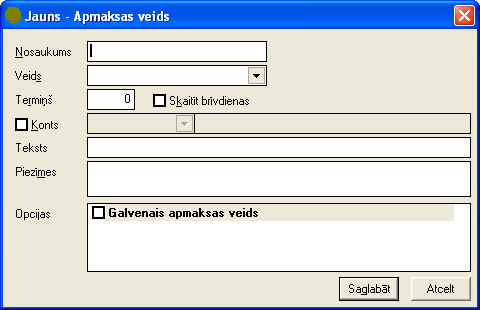 Jauns - Apmaksas veids
Nosaukums
Veids
Termiņš 0 Skaitīt brīvdienas
Konts
Teksts
Piezīmes
Opcijas Galvenais apmaksas veids
Saglabāt Atcelt